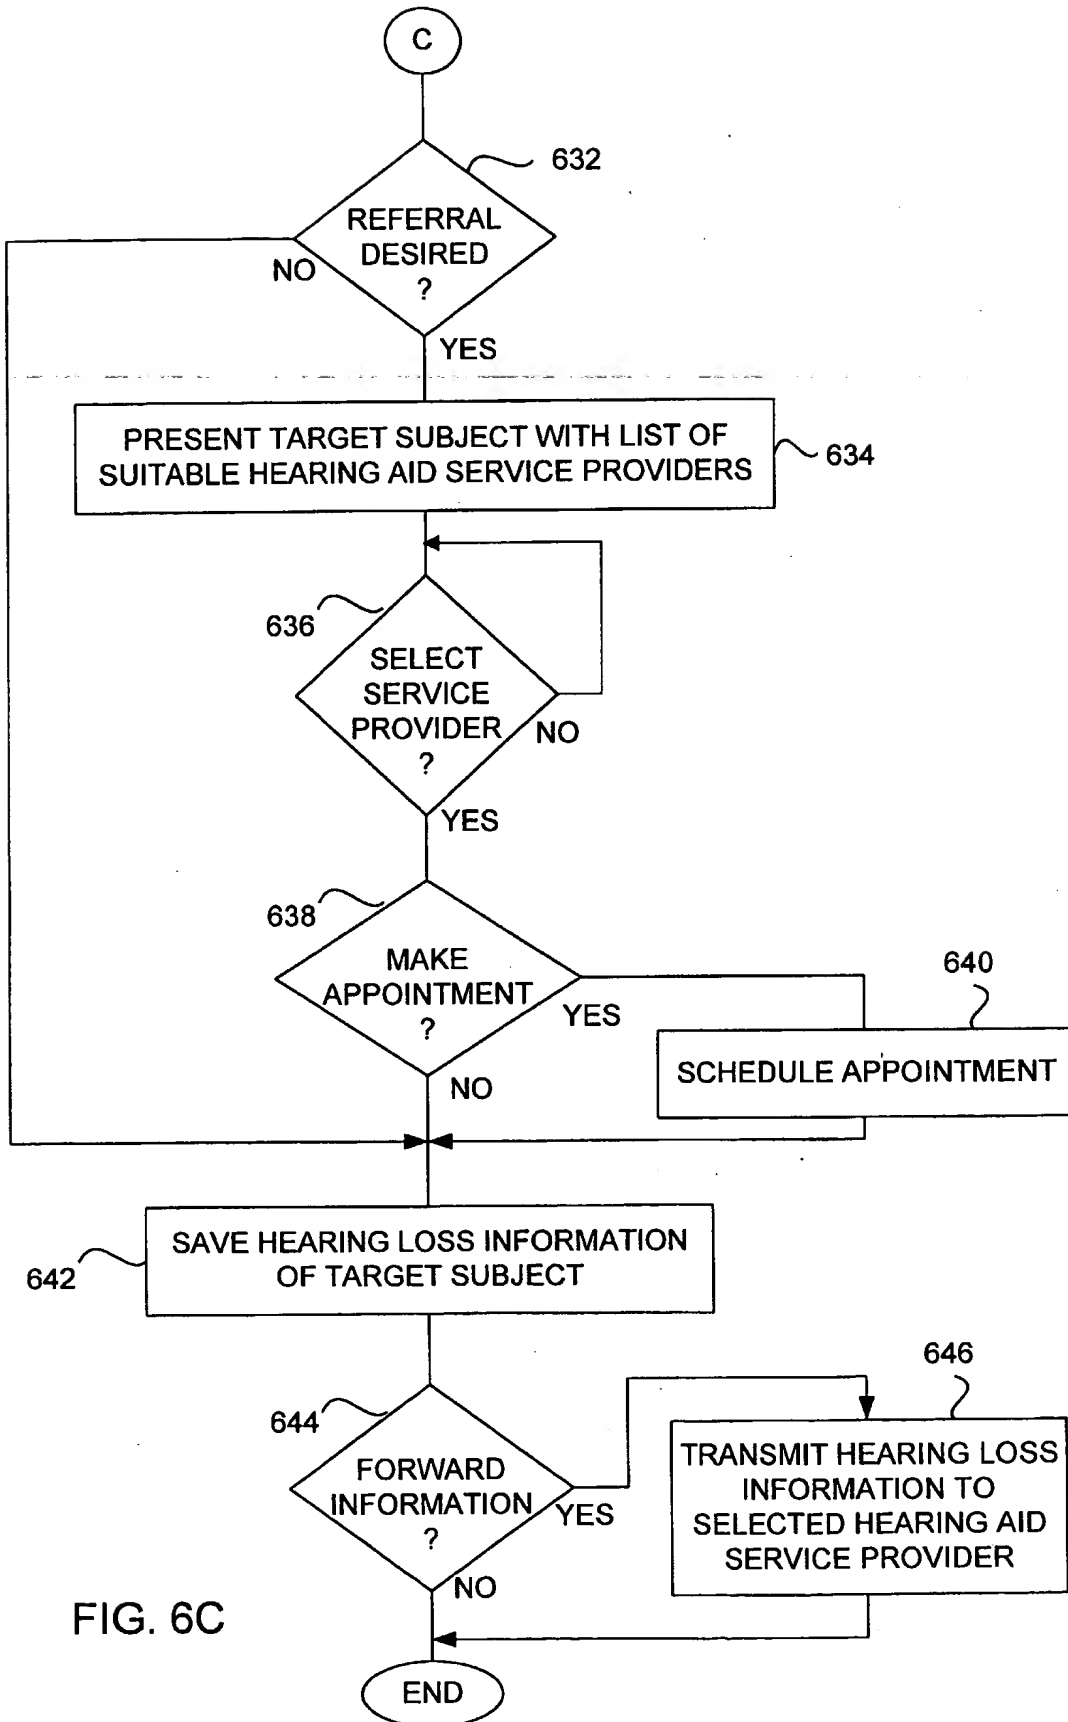 C
632
REFERRAL
DESIRED
?
NO
YES
PRESENT TARGET SUBJECT WITH LIST OF
SUITABLE HEARING AID SERVICE PROVIDERS
634
636
SELECT
SERVICE
PROVIDER
?
NO
YES
638
MAKE
APPOINTMENT
?
YES
NO
640
SCHEDULE APPOINTMENT
SAVE HEARING LOSS INFORMATION
OF TARGET SUBJECT
642
644
FORWARD
INFORMATION
?
YES
NO
646
TRANSMIT HEARING LOSS
INFORMATION TO
SELECTED HEARING AID
SERVICE PROVIDER
FIG. 6C
END